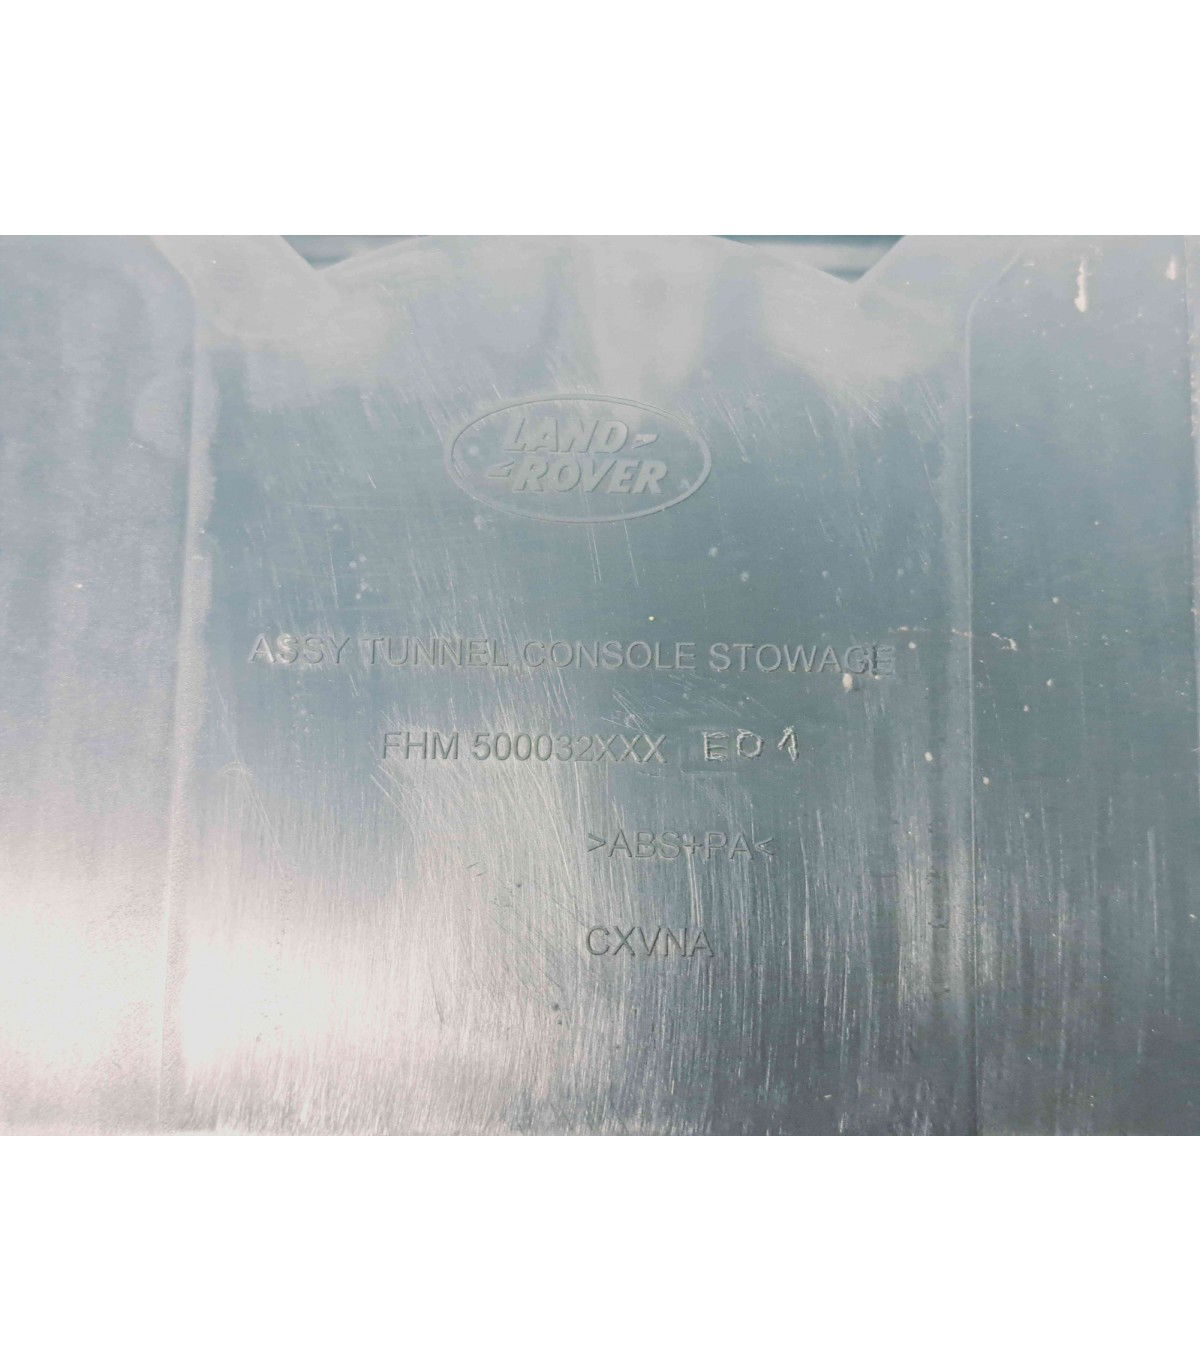 LAND
ROVER
ASSY TUNNEL CONSOLE STOWAGE
FHM 500032XXX E01
>ABS+PA<
CXVNA